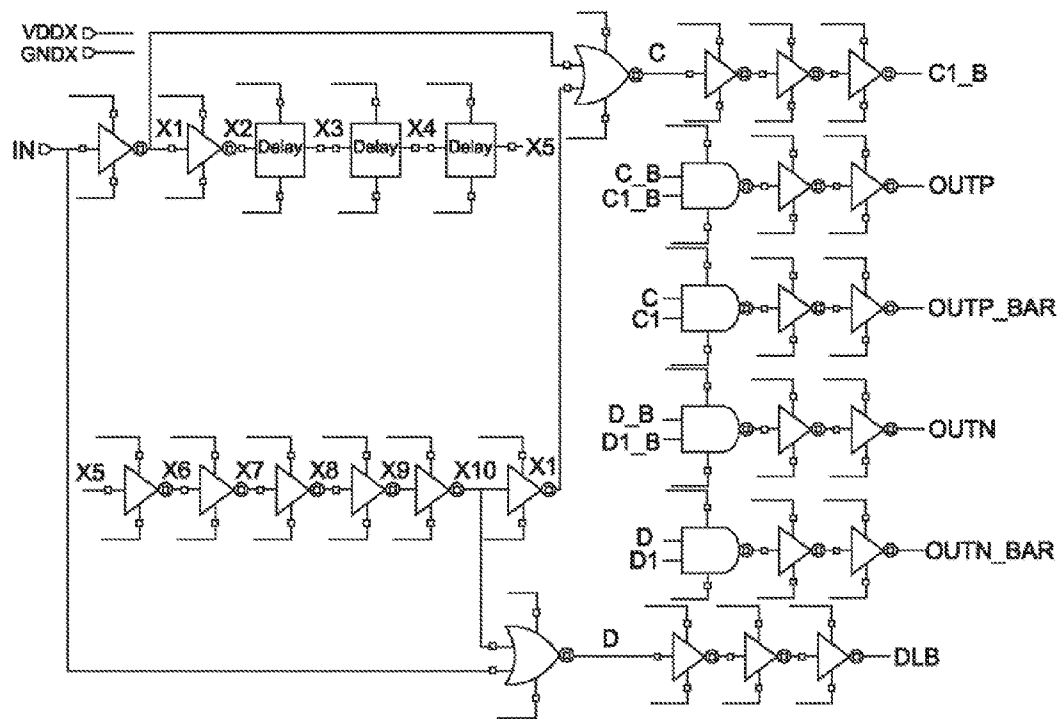 VDDX
GNDX
C
C1_B
IN
X1
X2
Delay
X3
Delay
X4
Delay
X5
C_B
C1_B
OUTP
C
C1
OUTP_BAR
D_B
D1_B
OUTN
X5
X6
X7
X8
X9
X10
X1
D
D1
OUTN_BAR
D
DLB